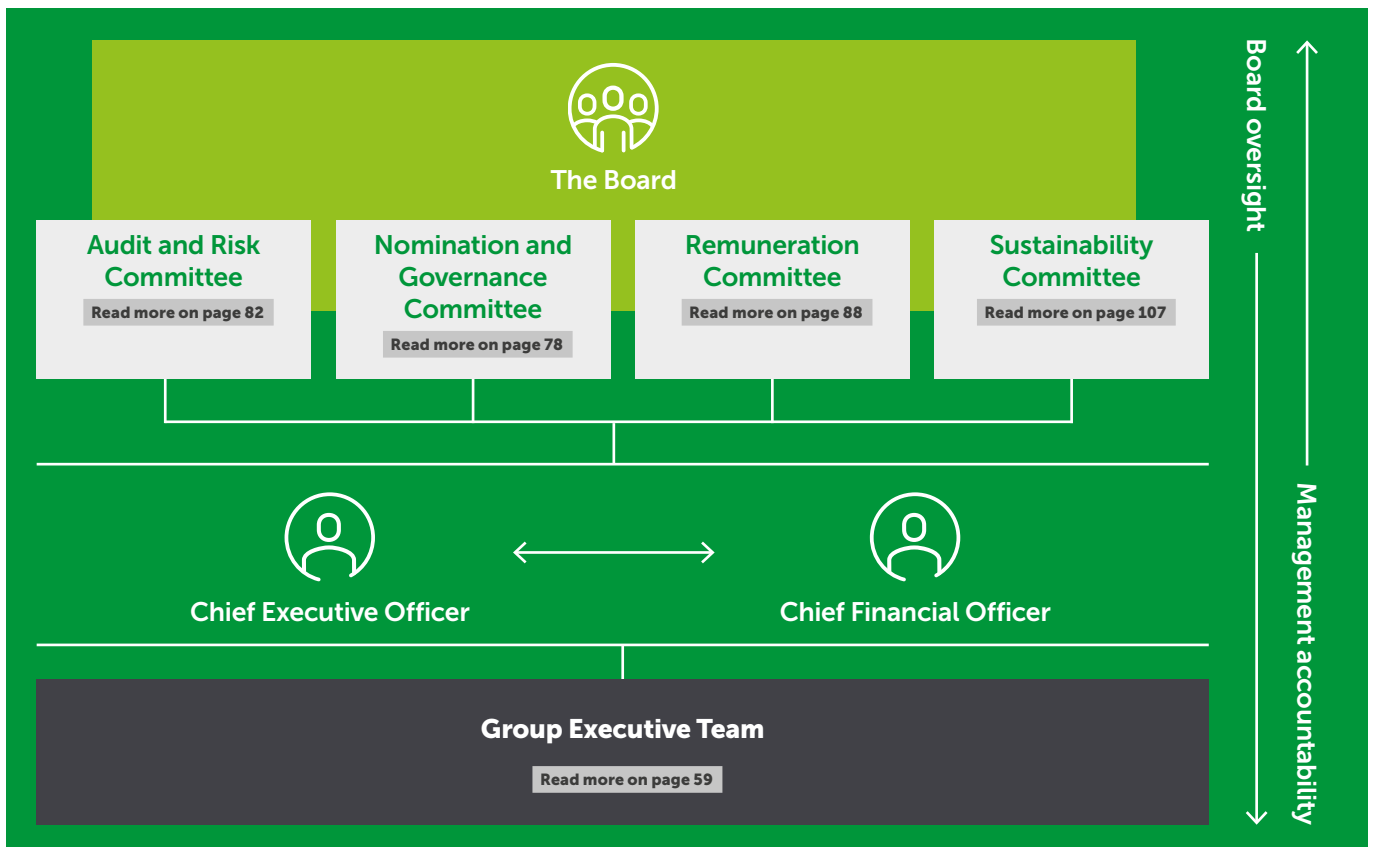 The Board
Audit and Risk
Committee
Read more on page 82
Nomination and
Governance
Committee
Read more on page 78
Remuneration
Committee
Read more on page 88
Sustainability
Committee
Read more on page 107
Chief Executive Officer
Chief Financial Officer
Group Executive Team
Read more on page 59
Board oversight
Management accountability